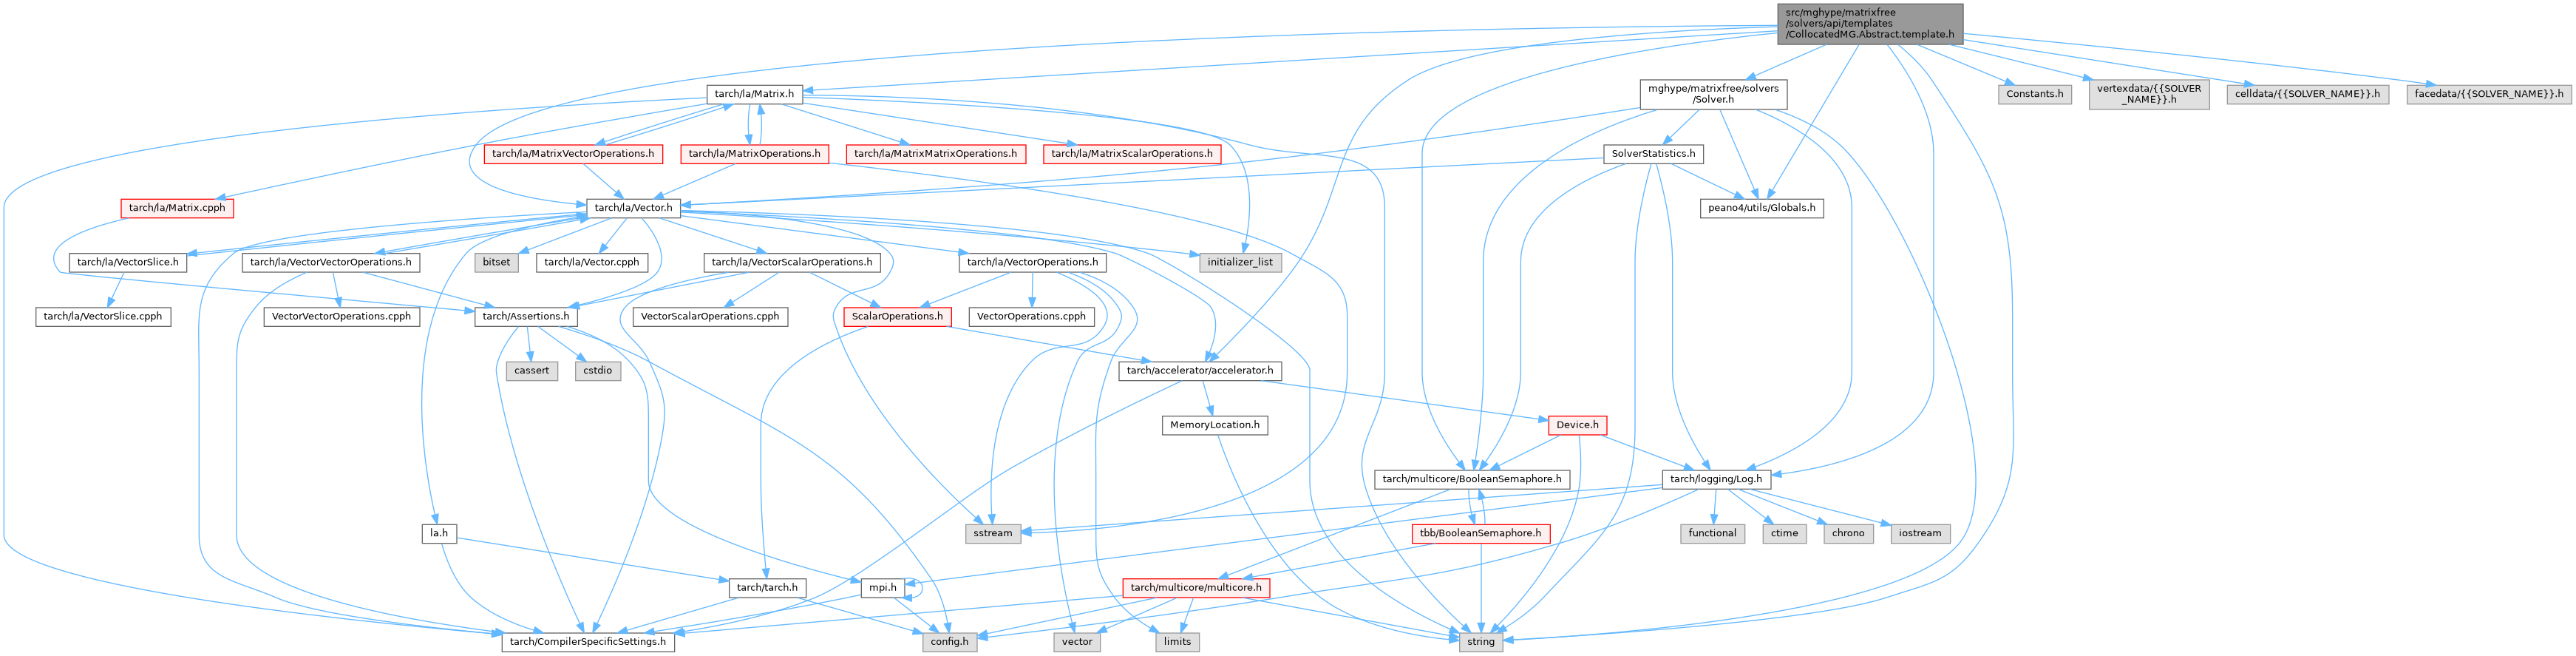 src/mghype/matrixfree
/solvers/api/templates
/CollocatedMG.Abstract.template.h
tarch/la/Matrix.h
mghype/matrixfree/solvers
/Solver.h
Constants.h
vertexdata/{{SOLVER
_NAME}}.h
celldata/{{SOLVER_NAME}}.h
facedata/{{SOLVER_NAME}}.h
tarch/la/MatrixVectorOperations.h
tarch/la/MatrixOperations.h
tarch/la/MatrixMatrixOperations.h
tarch/la/MatrixScalarOperations.h
SolverStatistics.h
tarch/la/Matrix.cpph
tarch/la/Vector.h
peano4/utils/Globals.h
tarch/la/VectorSlice.h
tarch/la/VectorVectorOperations.h
bitset
tarch/la/Vector.cpph
tarch/la/VectorScalarOperations.h
tarch/la/VectorOperations.h
initializer_list
tarch/la/VectorSlice.cpph
VectorVectorOperations.cpph
tarch/Assertions.h
VectorScalarOperations.cpph
ScalarOperations.h
VectorOperations.cpph
cassert
cstdio
tarch/accelerator/accelerator.h
MemoryLocation.h
Device.h
tarch/multicore/BooleanSemaphore.h
tarch/logging/Log.h
la.h
sstream
tbb/BooleanSemaphore.h
functional
ctime
chrono
iostream
tarch/tarch.h
mpi.h
tarch/multicore/multicore.h
tarch/CompilerSpecificSettings.h
config.h
vector
limits
string